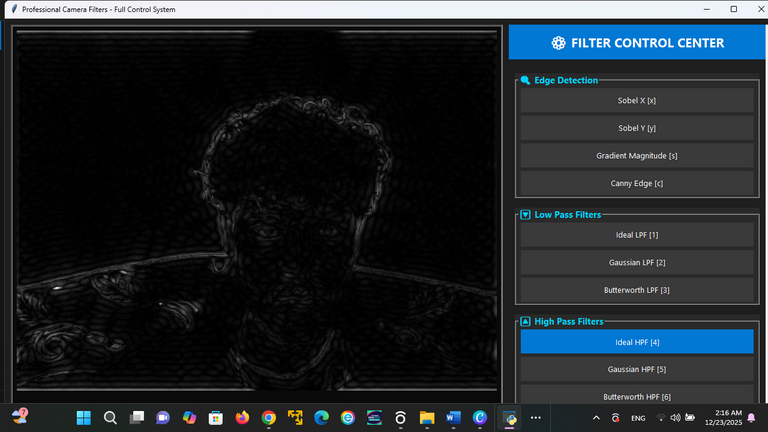 Professional Camera Filters - Full Control System
FILTER CONTROL CENTER
Edge Detection
Sobel X [x]
Sobel Y [y]
Gradient Magnitude [s]
Canny Edge [c]
Low Pass Filters
Ideal LPF [1]
Gaussian LPF [2]
Butterworth LPF [3]
High Pass Filters
Ideal HPF [4]
Gaussian HPF [5]
Butterworth HPF [6]
ENG
2:16 AM
12/23/2025